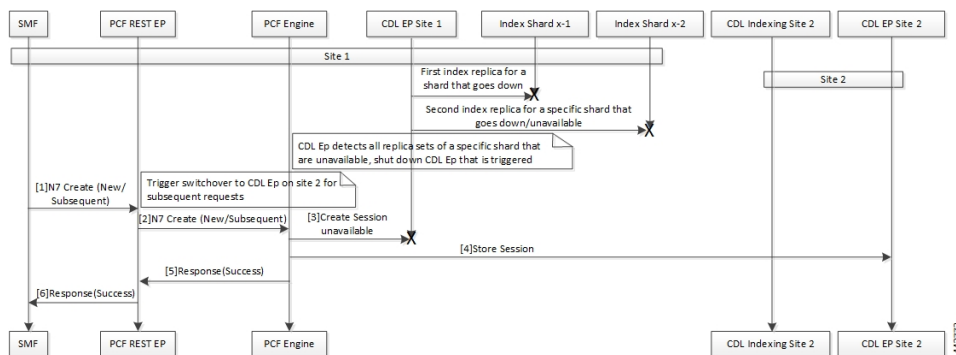 SMF
PCF REST EP
PCF Engine
CDL EP Site 1
Index Shard x-1
Index Shard x-2
CDL Indexing Site 2
CDL EP Site 2
Site 1
First index replica for a
shard that goes down
Site 2
Second index replica for a specific shard that
goes down/unavailable
CDL Ep detects all replica sets of a specific shard that
are unavailable, shut down CDL Ep that is triggered
[1]N7 Create (New/
Subsequent)
Trigger switchover to CDL Ep on site 2 for
subsequent requests
[2]N7 Create (New/Subsequent)
[3]Create Session
unavailable
[4]Store Session
[5]Response(Success)
[6]Response(Success)
SMF
PCF REST EP
PCF Engine
CDL Indexing Site 2
CDL EP Site 2